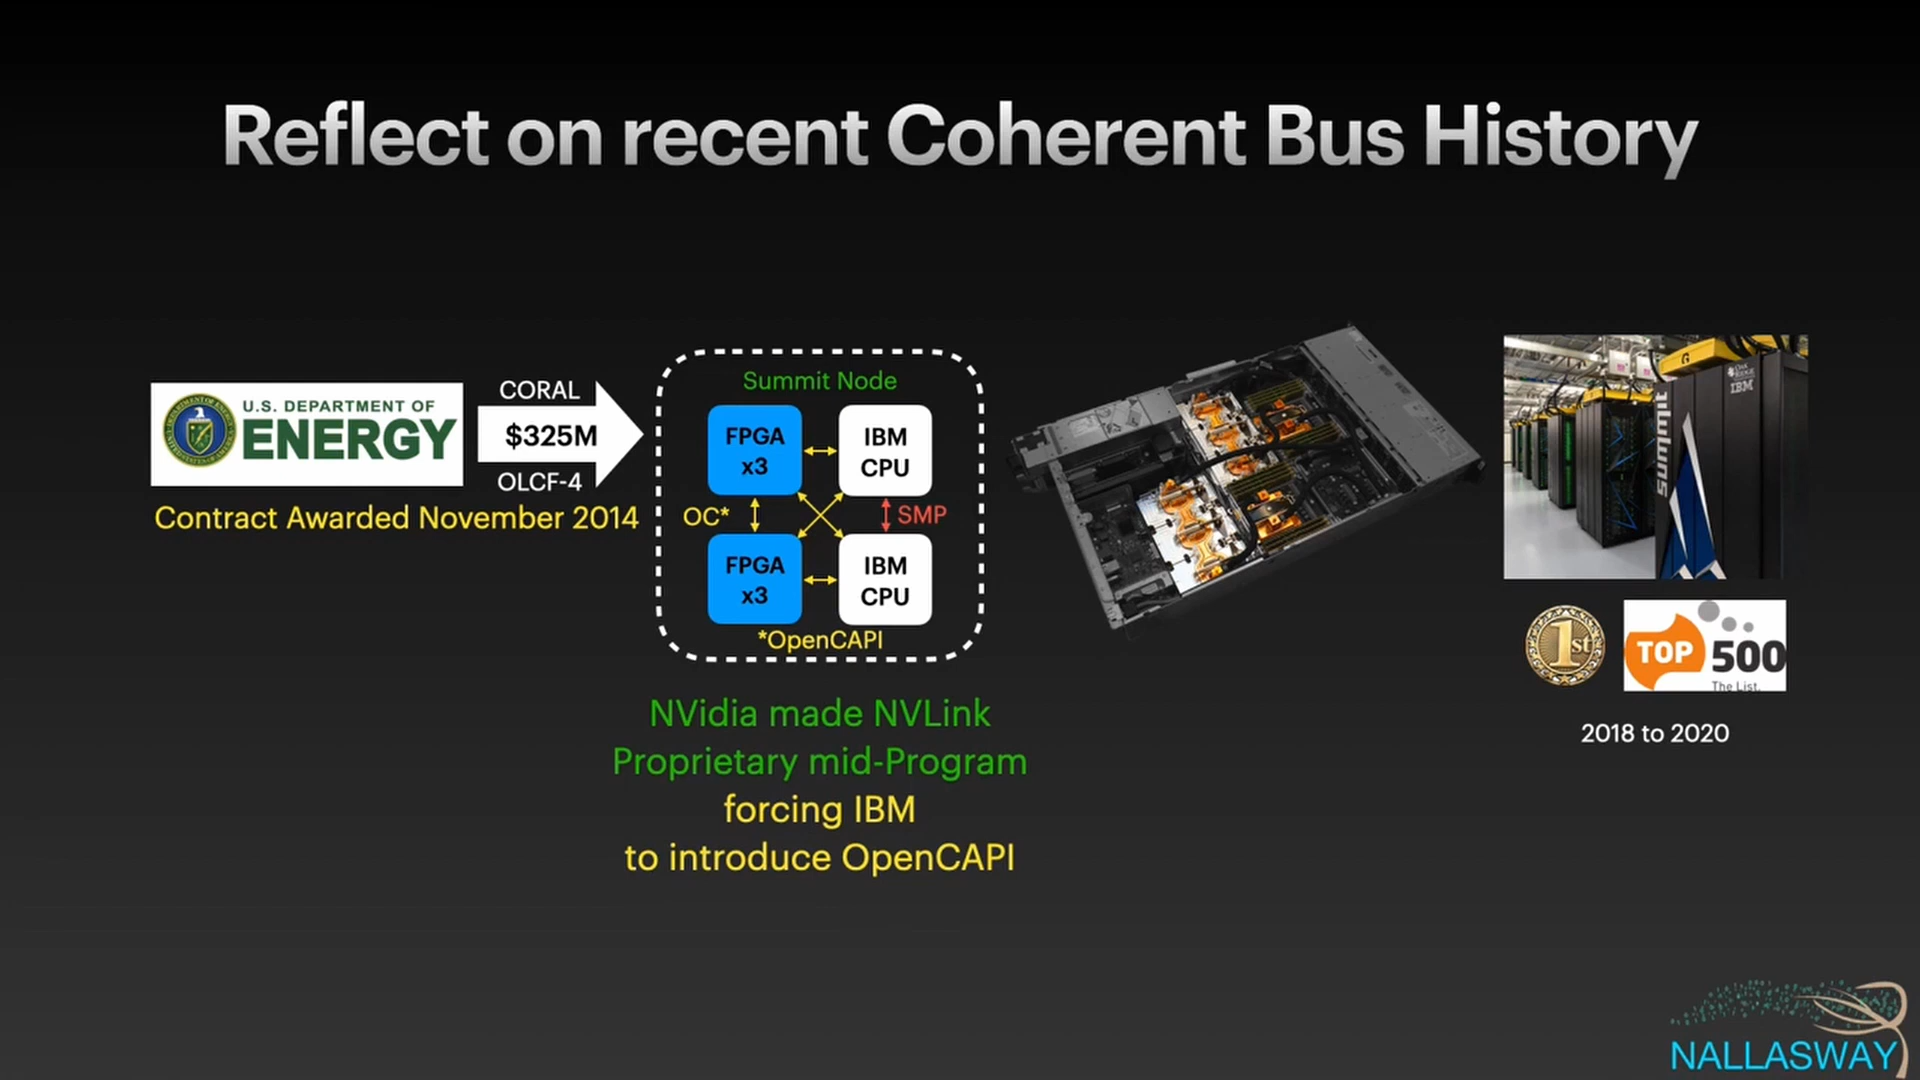 Reflect on recent Coherent Bus History
U.S. DEPARTMENT OF
ENERGY
CORAL
$325M
OLCF-4
Contract Awarded November 2014
Summit Node
FPGA
x3
IBM
CPU
OC*
SMP
FPGA
x3
IBM
CPU
*OpenCAPI
NVidia made NVLink
Proprietary mid-Program
forcing IBM
to introduce OpenCAPI
summit
OAK
RIDGE
IBM
1st
TOP
500
The List.
2018 to 2020
NALLASWAY